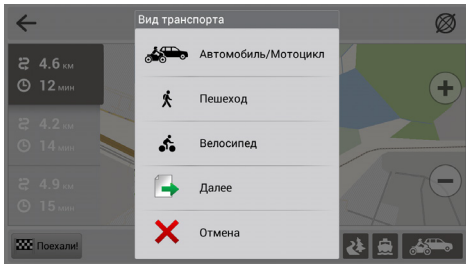 Вид транспорта
Автомобиль/Мотоцикл
Пешеход
Велосипед
Далее
Отмена
4.6 км
12 мин
4.2 км
14 мин
4.9 км
15 мин
Поехали!